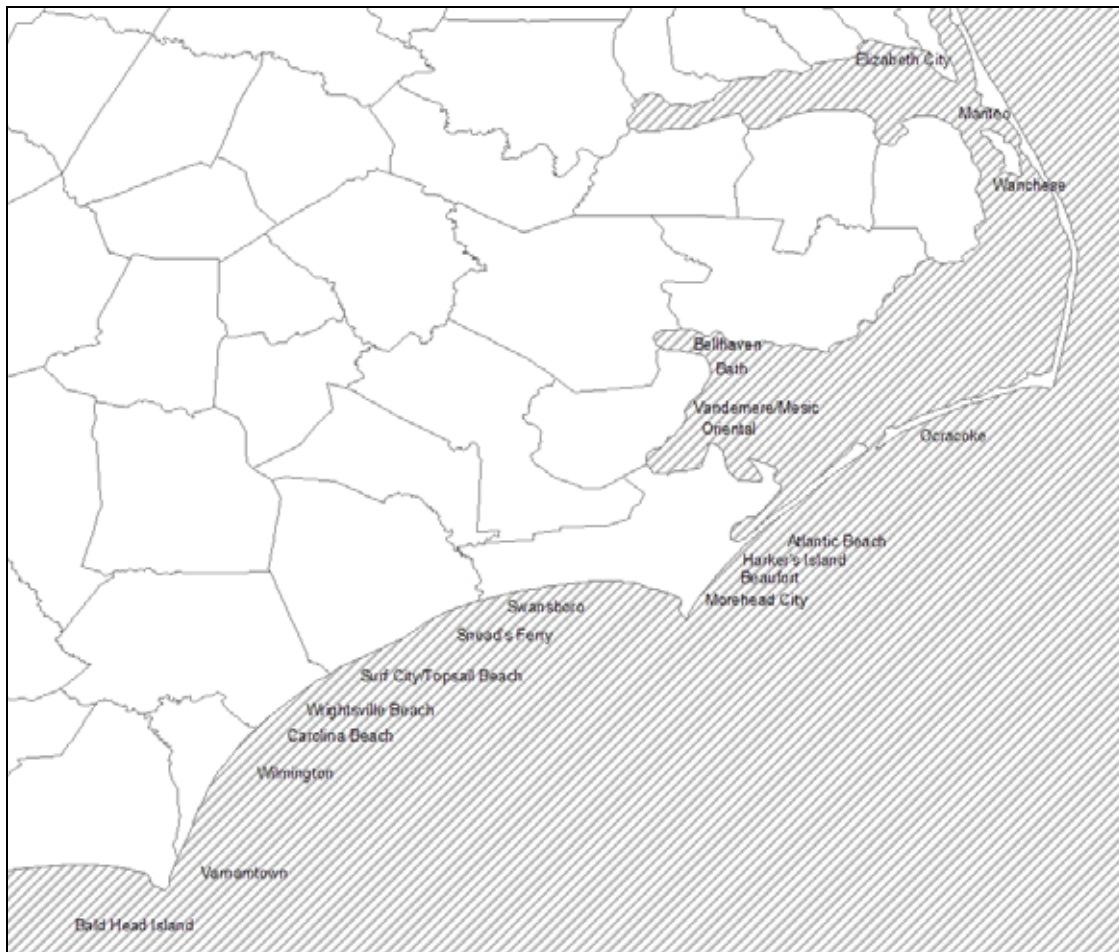 Elizabeth City
Manteo
Wanchese
Bellhaven
Bath
Vandemere/Mesic
Oriental
Ocracoke
Atlantic Beach
Harker's Island
Beaufort
Morehead City
Swansboro
Snead's Ferry
Surf City/Topsail Beach
Wrightsville Beach
Carolina Beach
Wilmington
Varnamtown
Bald Head Island